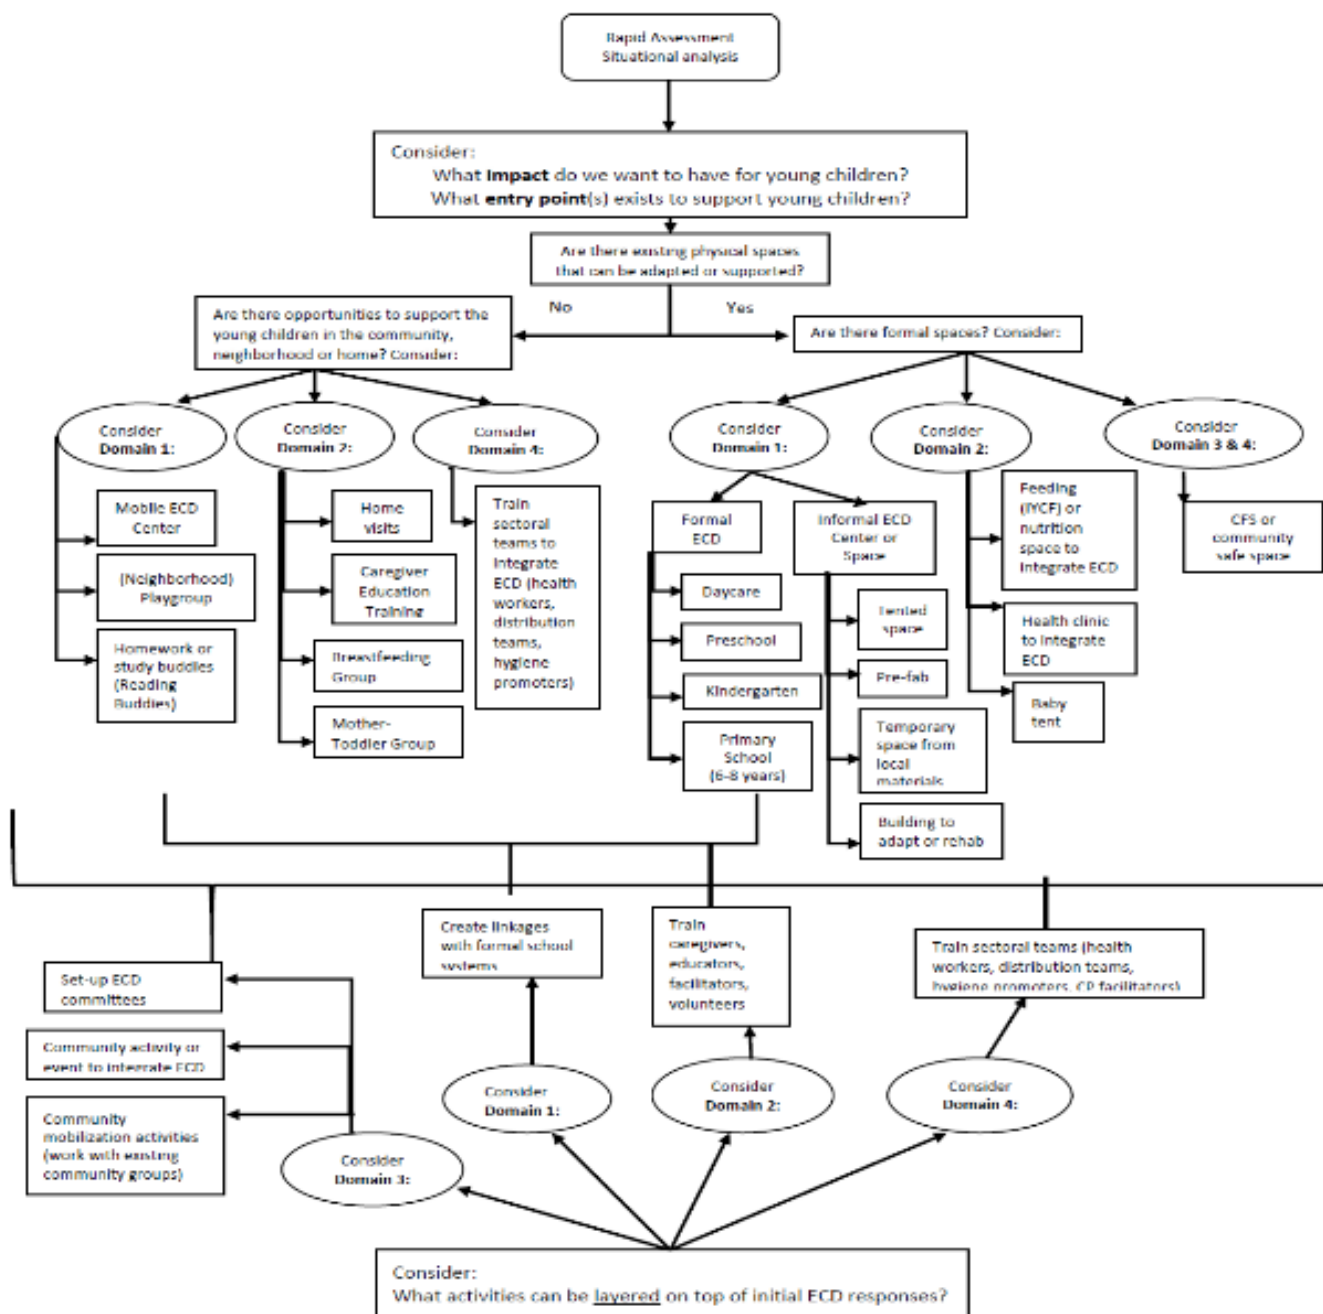 Rapid Assessment
Situational analysis
Consider:
What impact do we want to have for young children?
What entry point(s) exists to support young children?
Are there existing physical spaces
that can be adapted or supported?
No
Yes
Are there opportunities to support the
young children in the community,
neighborhood or home? Consider:
Are there formal spaces? Consider:
Consider
Domain 1:
Consider
Domain 2:
Consider
Domain 4:
Consider
Domain 1:
Consider
Domain 2:
Consider
Domain 3 & 4:
Mobile ECD
Center
(Neighborhood)
Playgroup
Homework or
study buddies
(Reading
Buddies)
Home
visits
Caregiver
Education
Training
Breastfeeding
Group
Mother-
Toddler Group
Train
sectoral
teams to
integrate
ECD (health
workers,
distribution
teams,
hygiene
promoters)
Formal
ECD
Daycare
Preschool
Kindergarten
Primary
School
(6-8 years)
Informal ECD
Center or
Space
Tented
space
Pre-fab
Temporary
space from
local
materials
Building to
adapt or rehab
Feeding
(IYCF) or
nutrition
space to
integrate ECD
Health clinic
to integrate
ECD
Baby
tent
CFS or
community
safe space
Set-up ECD
committees
Community activity or
event to integrate ECD
Community
mobilization activities
(work with existing
community groups)
Create linkages
with formal school
systems
Train
caregivers,
educators,
facilitators,
volunteers
Train sectoral teams (health
workers, distribution teams,
hygiene promoters, CP facilitators)
Consider
Domain 3:
Consider
Domain 1:
Consider
Domain 2:
Consider
Domain 4:
Consider:
What activities can be layered on top of initial ECD responses?